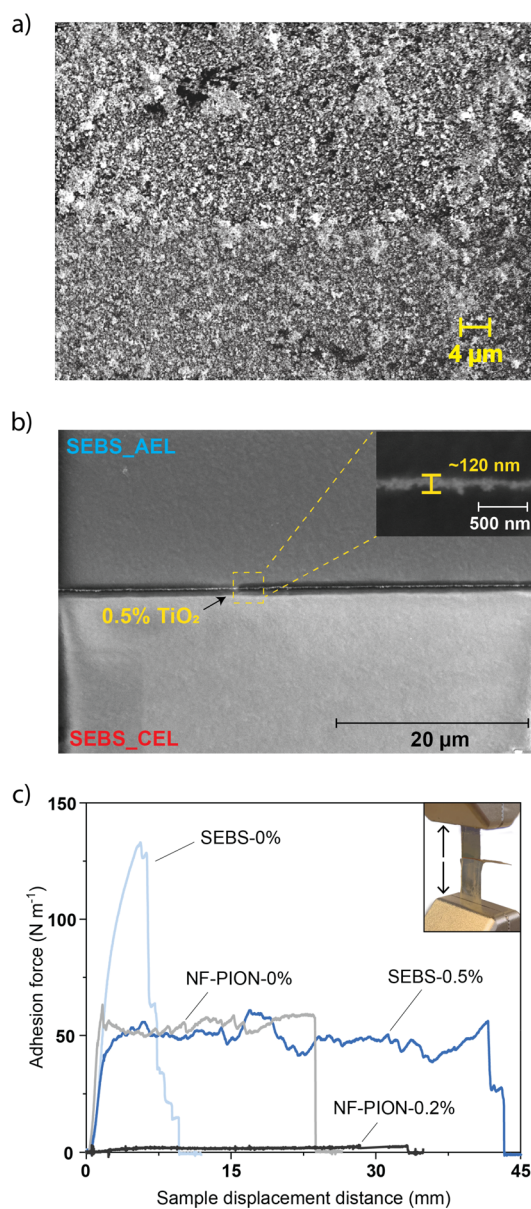 a)
4 µm
b)
SEBS_AEL
~120 nm
500 nm
0.5% TiO₂
SEBS_CEL
20 µm
c)
150
100
50
0
Adhesion force (N m⁻¹)
SEBS-0%
NF-PION-0%
SEBS-0.5%
NF-PION-0.2%
0
15
30
45
Sample displacement distance (mm)